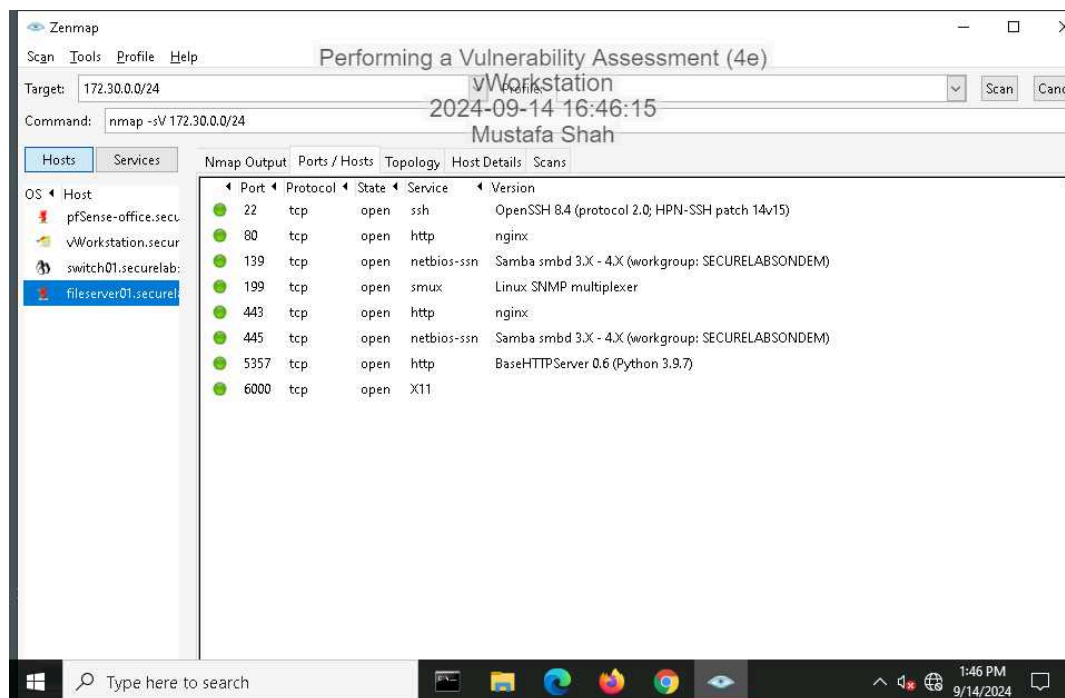 Zenmap
Scan Tools Profile Help
Performing a Vulnerability Assessment (4e)
vWorkstation
2024-09-14 16:46:15
Mustafa Shah
Target: 172.30.0.0/24 Profile: Scan Canc
Command: nmap -sV 172.30.0.0/24
Hosts Services Nmap Output Ports / Hosts Topology Host Details Scans
OS Host
pfSense-office.secu
vWorkstation.secur
switch01.securelab:
fileserver01.securel
Port Protocol State Service Version
22 tcp open ssh OpenSSH 8.4 (protocol 2.0; HPN-SSH patch 14v15)
80 tcp open http nginx
139 tcp open netbios-ssn Samba smbd 3.X - 4.X (workgroup: SECURELABSONDEM)
199 tcp open smux Linux SNMP multiplexer
443 tcp open http nginx
445 tcp open netbios-ssn Samba smbd 3.X - 4.X (workgroup: SECURELABSONDEM)
5357 tcp open http BaseHTTPServer 0.6 (Python 3.9.7)
6000 tcp open X11
Type here to search
1:46 PM
9/14/2024